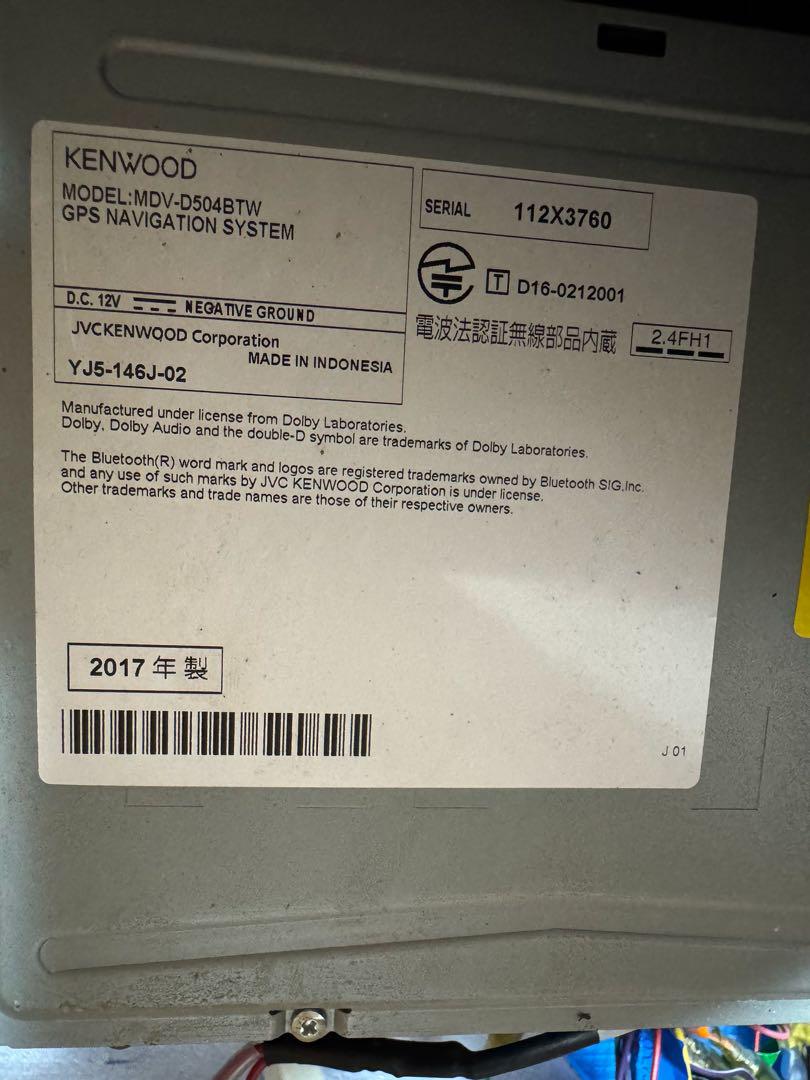 KENWOOD
MODEL:MDV-D504BTW
GPS NAVIGATION SYSTEM
D.C. 12V NEGATIVE GROUND
JVCKENWOOD Corporation
MADE IN INDONESIA
YJ5-146J-02
SERIAL 112X3760
T D16-0212001
電波法認証無線部品内蔵 2.4FH1
Manufactured under license from Dolby Laboratories.
Dolby, Dolby Audio and the double-D symbol are trademarks of Dolby Laboratories.
The Bluetooth(R) word mark and logos are registered trademarks owned by Bluetooth SIG,Inc.
and any use of such marks by JVC KENWOOD Corporation is under license.
Other trademarks and trade names are those of their respective owners.
2017 年 製
J 01